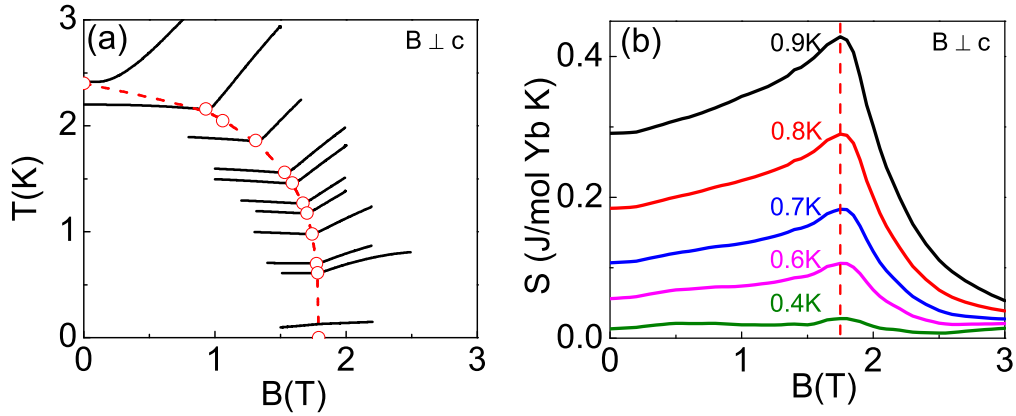 (a)
B ⊥ c
T(K)
3
2
1
0
0
1
2
3
B(T)
(b)
B ⊥ c
S (J/mol Yb K)
0.4
0.2
0.0
0.9K
0.8K
0.7K
0.6K
0.4K
0
1
2
3
B(T)